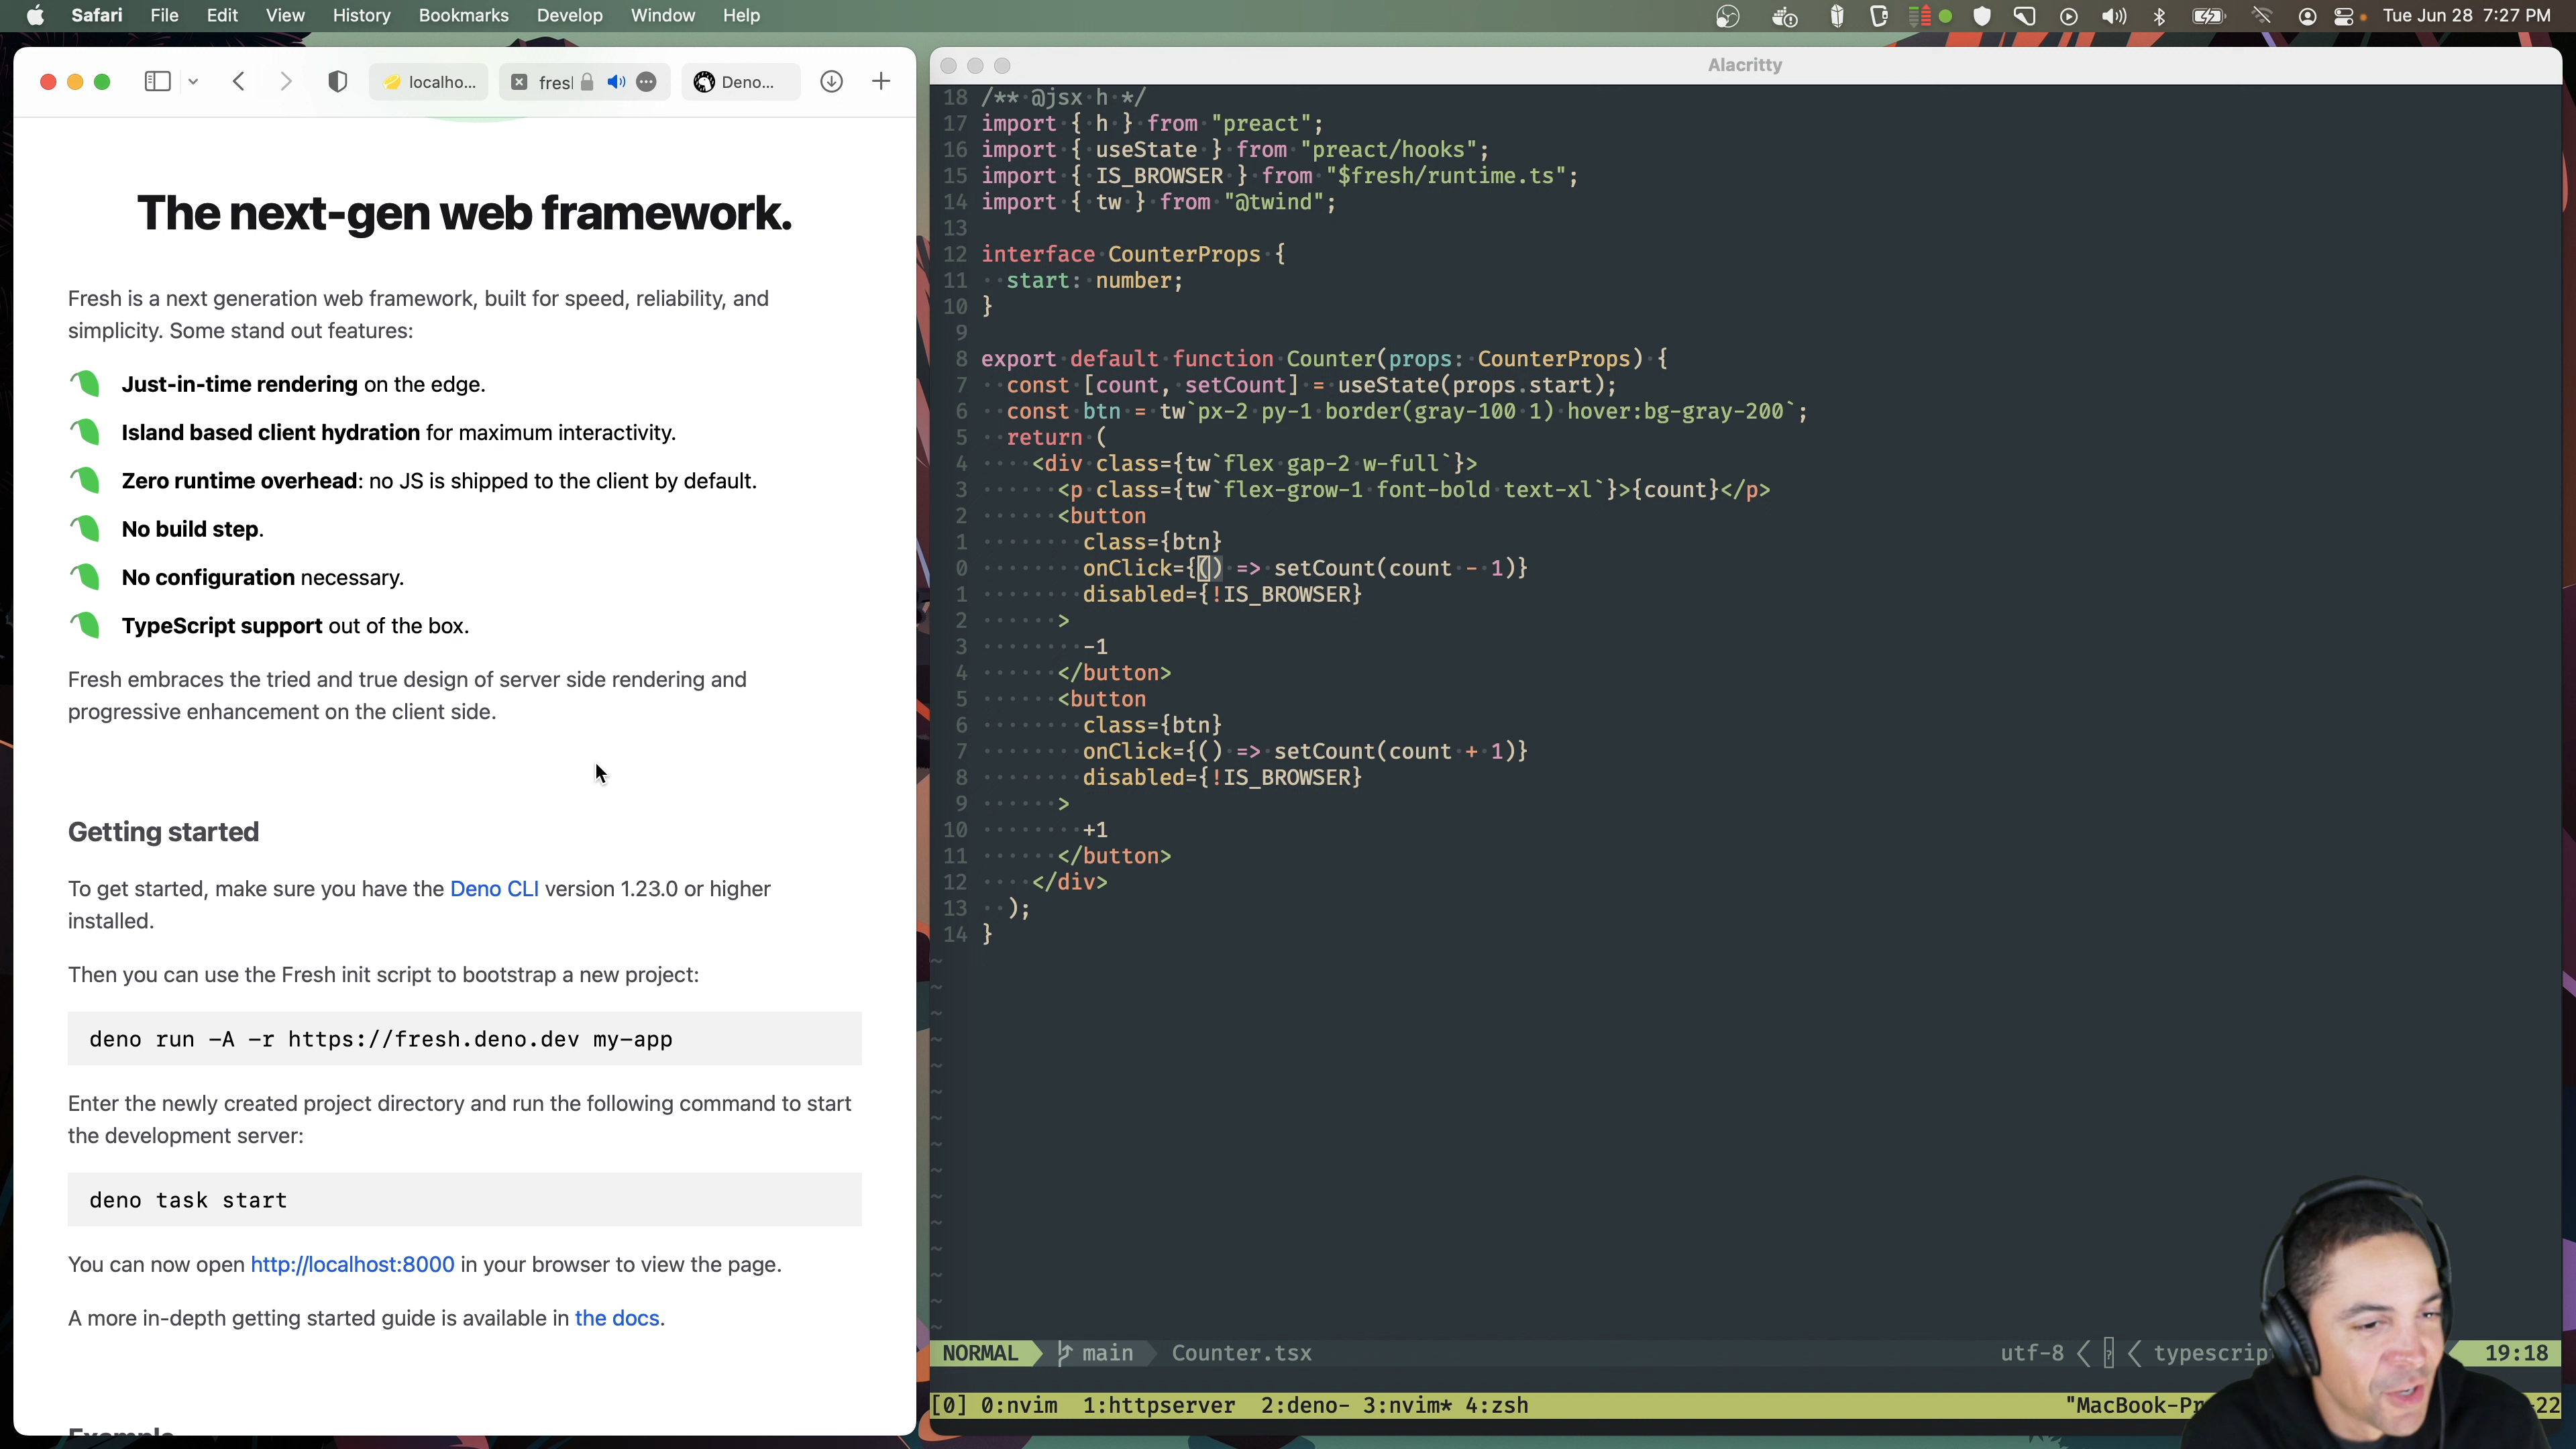 Safari File Edit View History Bookmarks Develop Window Help
Tue Jun 28 7:27 PM
localho...
fresl
Deno...
The next-gen web framework.
Fresh is a next generation web framework, built for speed, reliability, and
simplicity. Some stand out features:
Just-in-time rendering on the edge.
Island based client hydration for maximum interactivity.
Zero runtime overhead: no JS is shipped to the client by default.
No build step.
No configuration necessary.
TypeScript support out of the box.
Fresh embraces the tried and true design of server side rendering and
progressive enhancement on the client side.
Getting started
To get started, make sure you have the Deno CLI version 1.23.0 or higher
installed.
Then you can use the Fresh init script to bootstrap a new project:
deno run -A -r https://fresh.deno.dev my-app
Enter the newly created project directory and run the following command to start
the development server:
deno task start
You can now open http://localhost:8000 in your browser to view the page.
A more in-depth getting started guide is available in the docs.
Alacritty
18 /** @jsx h */
17 import { h } from "preact";
16 import { useState } from "preact/hooks";
15 import { IS_BROWSER } from "$fresh/runtime.ts";
14 import { tw } from "@twind";
13
12 interface CounterProps {
11   start: number;
10 }
9
8 export default function Counter(props: CounterProps) {
7   const [count, setCount] = useState(props.start);
6   const btn = tw`px-2 py-1 border(gray-100 1) hover:bg-gray-200`;
5   return (
4     <div class={tw`flex gap-2 w-full`}>
3       <p class={tw`flex-grow-1 font-bold text-xl`}>{count}</p>
2       <button
1         class={btn}
0         onClick={() => setCount(count - 1)}
1         disabled={!IS_BROWSER}
2       >
3         -1
4       </button>
5       <button
6         class={btn}
7         onClick={() => setCount(count + 1)}
8         disabled={!IS_BROWSER}
9       >
10         +1
11       </button>
12     </div>
13   );
14 }
NORMAL main Counter.tsx utf-8 typescrip 19:18
[0] 0:nvim 1:httpserver 2:deno- 3:nvim* 4:zsh "MacBook-Pr 22